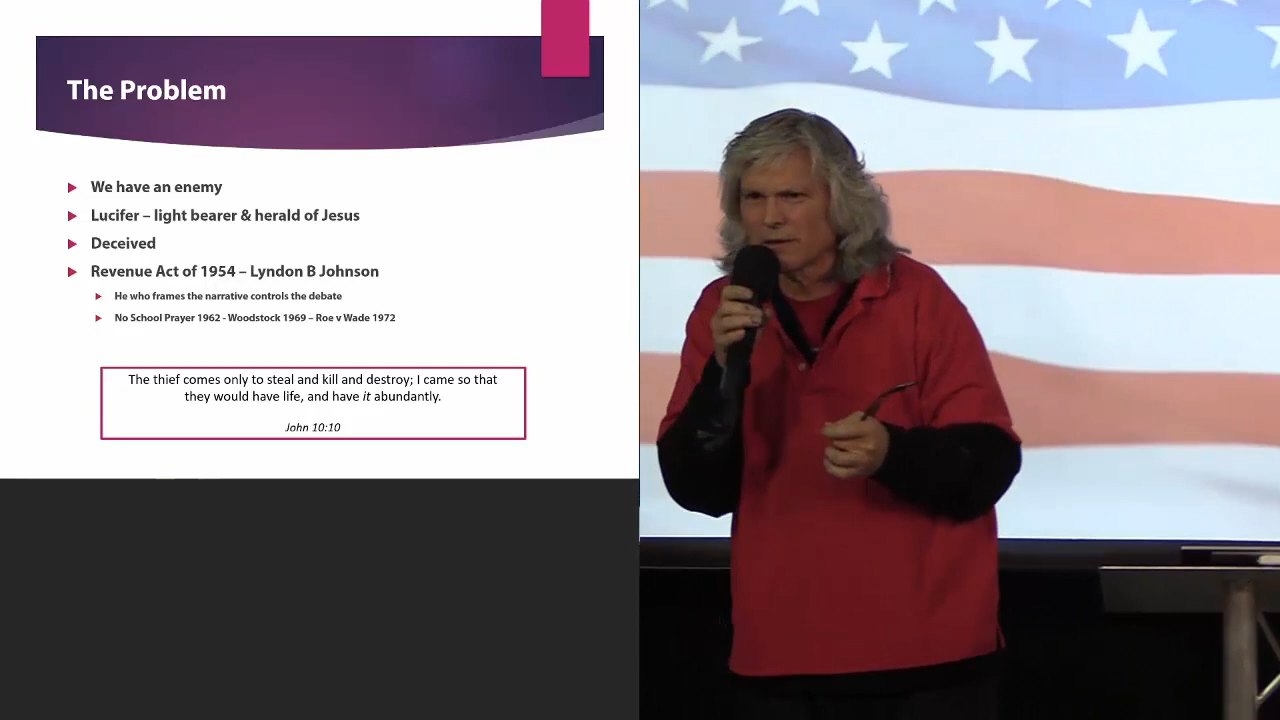 The Problem
We have an enemy
Lucifer – light bearer & herald of Jesus
Deceived
Revenue Act of 1954 – Lyndon B Johnson
He who frames the narrative controls the debate
No School Prayer 1962 - Woodstock 1969 – Roe v Wade 1972
The thief comes only to steal and kill and destroy; I came so that
they would have life, and have it abundantly.
John 10:10